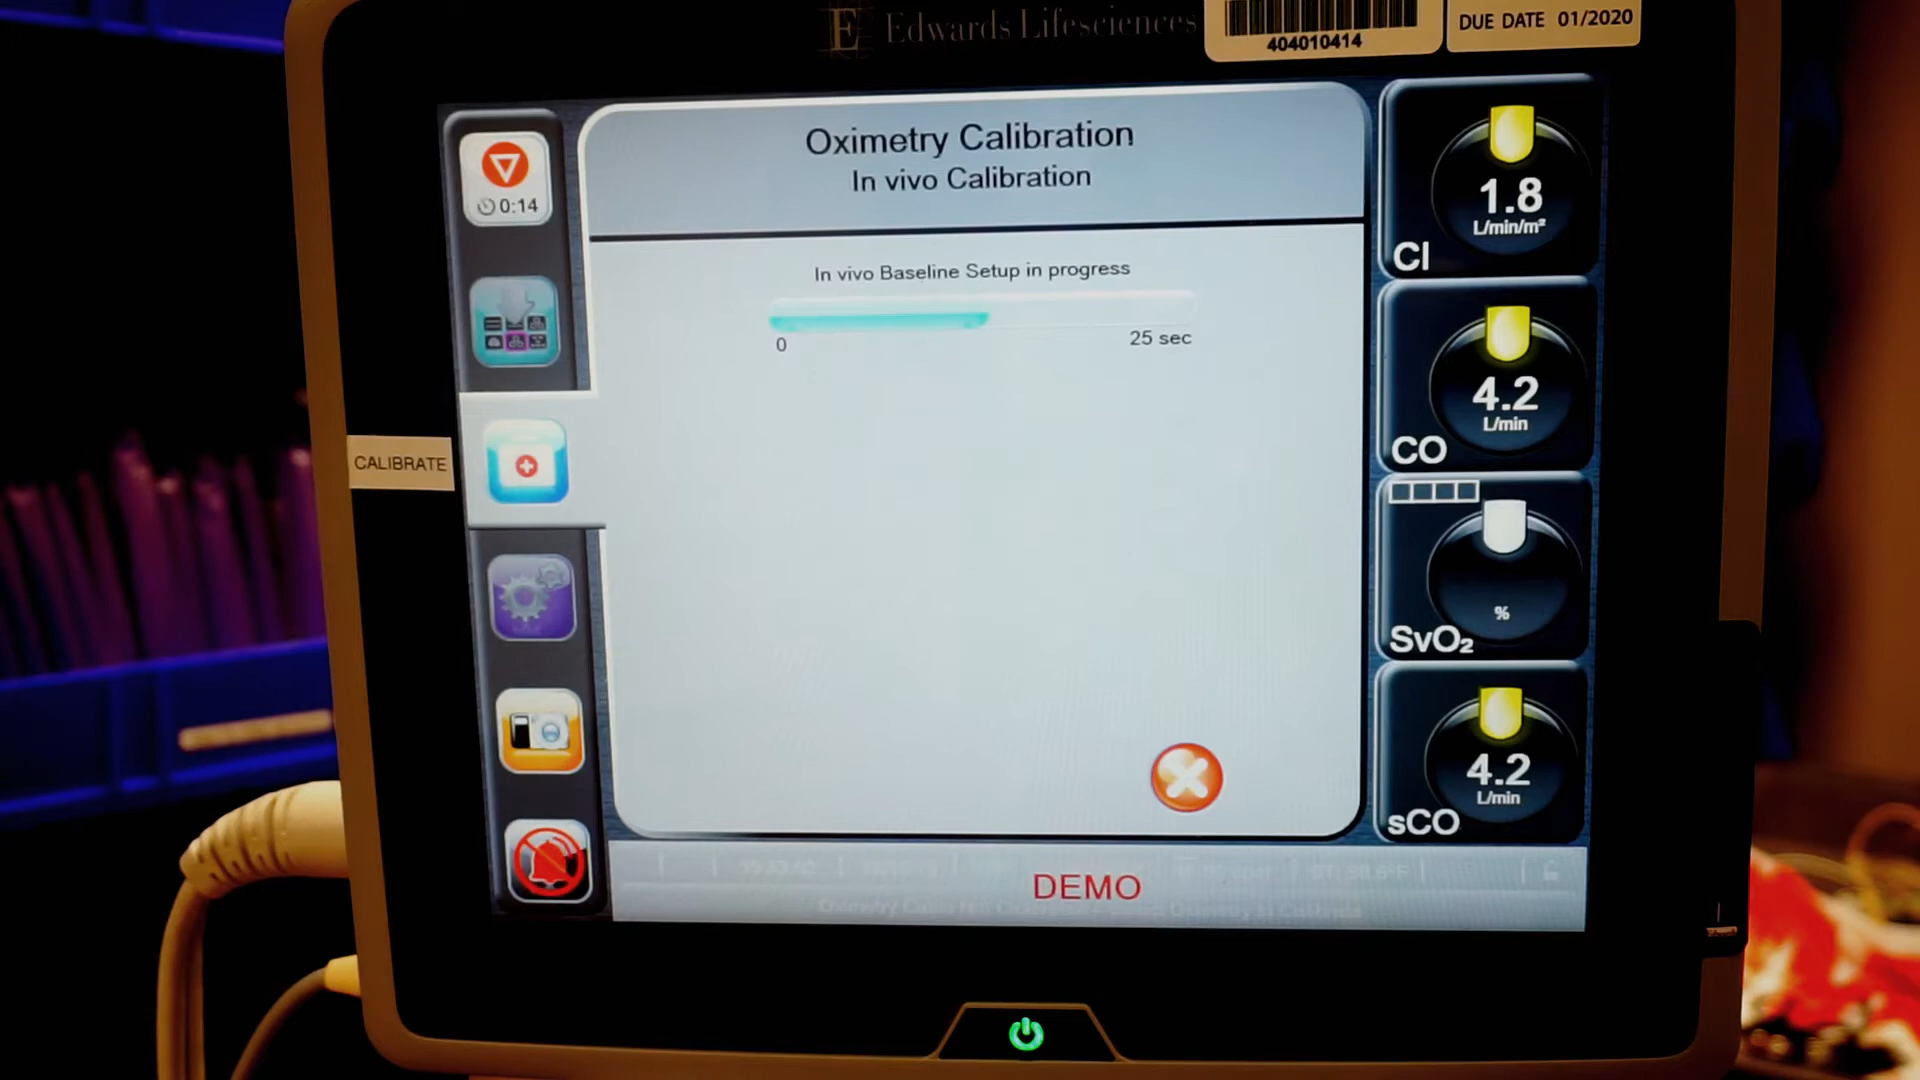 E Edwards Lifesciences
404010414
DUE DATE 01/2020
Oximetry Calibration
In vivo Calibration
0:14
In vivo Baseline Setup in progress
0
25 sec
CALIBRATE
1.8
L/min/m²
CI
4.2
L/min
CO
%
SvO₂
4.2
L/min
sCO
DEMO